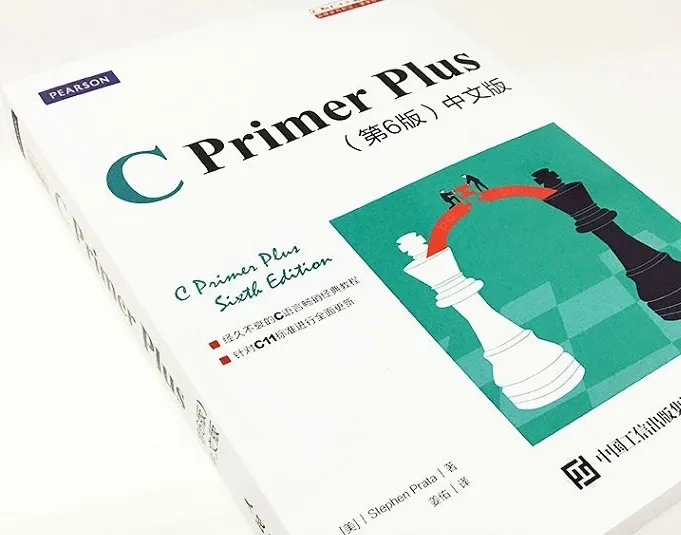 PEARSON
C Primer Plus
(第6版)中文版
C Primer Plus
Sixth Edition
■ 经久不衰的C语言畅销经典教程
■ 针对C11标准进行全面更新
[美] Stephen Prata 著
姜佑 译
中国工信出版集
C Primer Plus